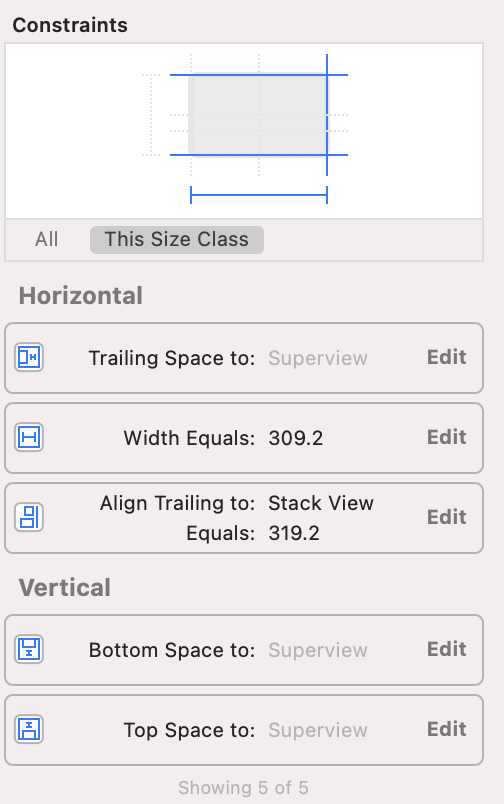 Constraints
All This Size Class
Horizontal
Trailing Space to: Superview Edit
Width Equals: 309.2 Edit
Align Trailing to: Stack View
Equals: 319.2 Edit
Vertical
Bottom Space to: Superview Edit
Top Space to: Superview Edit
Showing 5 of 5